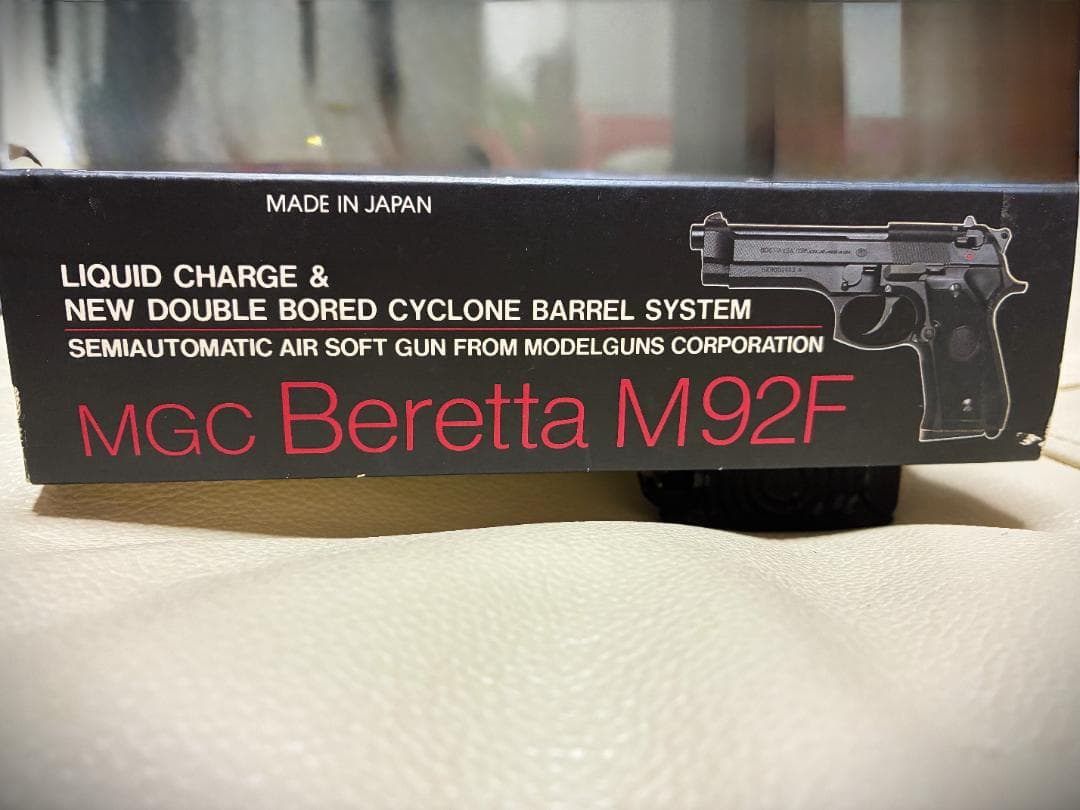 MADE IN JAPAN
LIQUID CHARGE &
NEW DOUBLE BORED CYCLONE BARREL SYSTEM
SEMIAUTOMATIC AIR SOFT GUN FROM MODELGUNS CORPORATION
MGC Beretta M92F